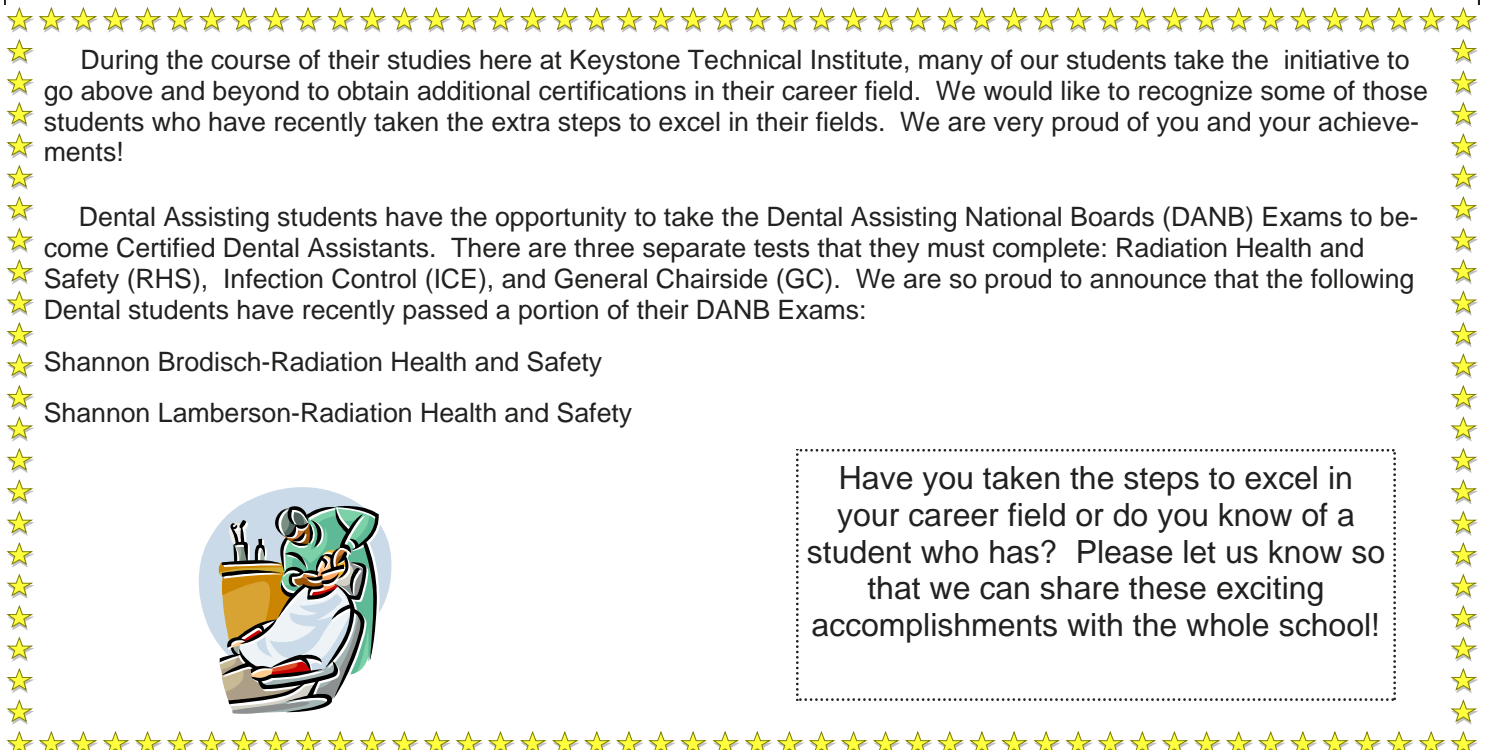 During the course of their studies here at Keystone Technical Institute, many of our students take the  initiative to
go above and beyond to obtain additional certifications in their career field.  We would like to recognize some of those
students who have recently taken the extra steps to excel in their fields.  We are very proud of you and your achieve-
ments!
Dental Assisting students have the opportunity to take the Dental Assisting National Boards (DANB) Exams to be-
come Certified Dental Assistants.  There are three separate tests that they must complete: Radiation Health and
Safety (RHS),  Infection Control (ICE), and General Chairside (GC).  We are so proud to announce that the following
Dental students have recently passed a portion of their DANB Exams:
Shannon Brodisch-Radiation Health and Safety
Shannon Lamberson-Radiation Health and Safety
Have you taken the steps to excel in
your career field or do you know of a
student who has?  Please let us know so
that we can share these exciting
accomplishments with the whole school!